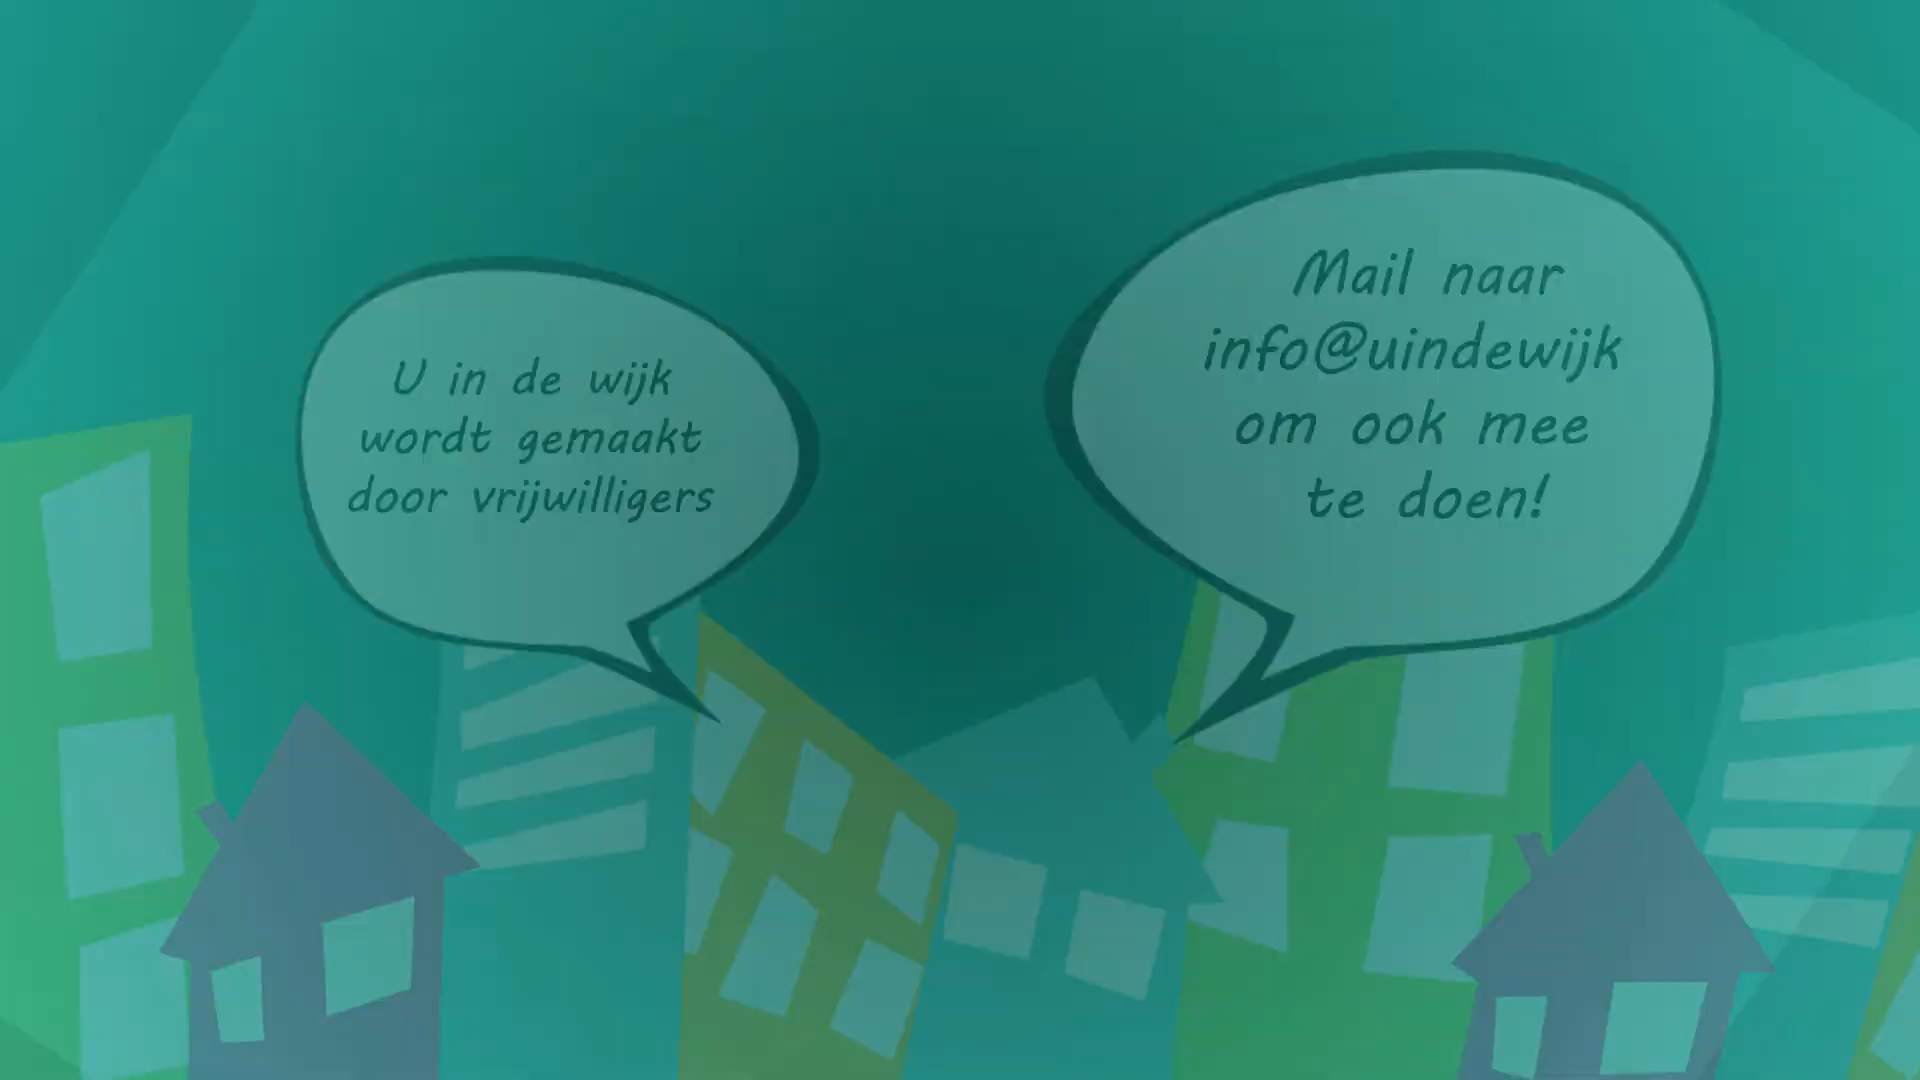 U in de wijk
wordt gemaakt
door vrijwilligers
Mail naar
info@uindewijk
om ook mee
te doen!